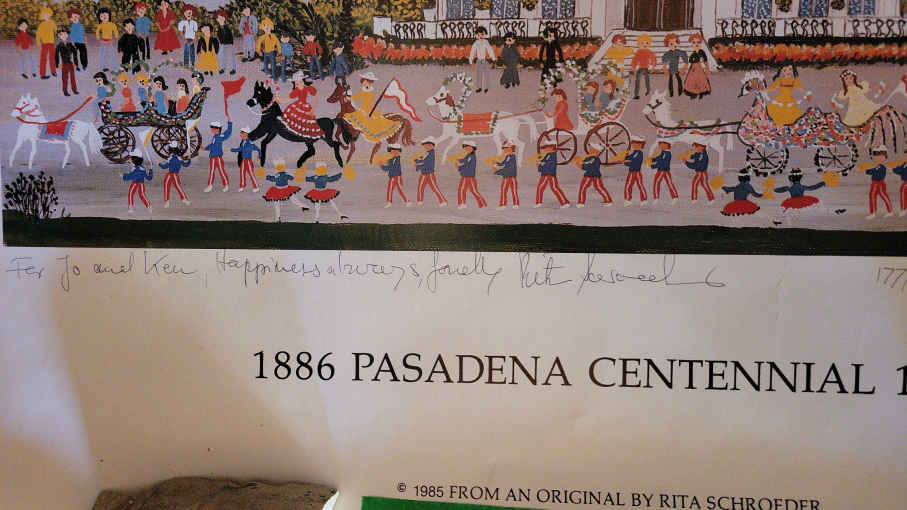 For Jo and Ken, Happiness always, fondly Rita Schroeder
1886 PASADENA CENTENNIAL 1
© 1985 FROM AN ORIGINAL BY RITA SCHROEDER